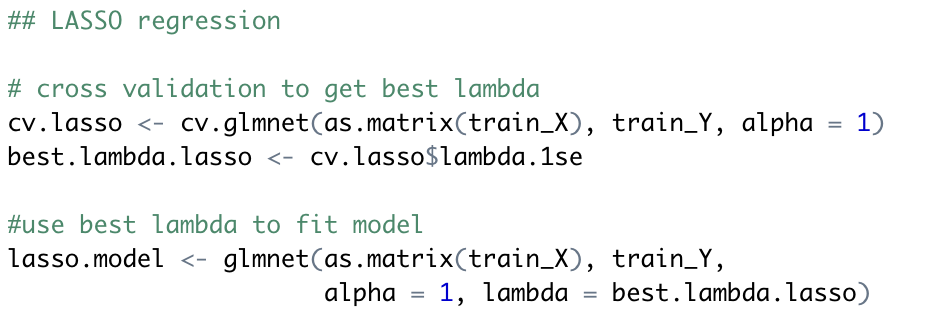 ## LASSO regression
# cross validation to get best lambda
cv.lasso <- cv.glmnet(as.matrix(train_X), train_Y, alpha = 1)
best.lambda.lasso <- cv.lasso$lambda.1se
#use best lambda to fit model
lasso.model <- glmnet(as.matrix(train_X), train_Y,
alpha = 1, lambda = best.lambda.lasso)